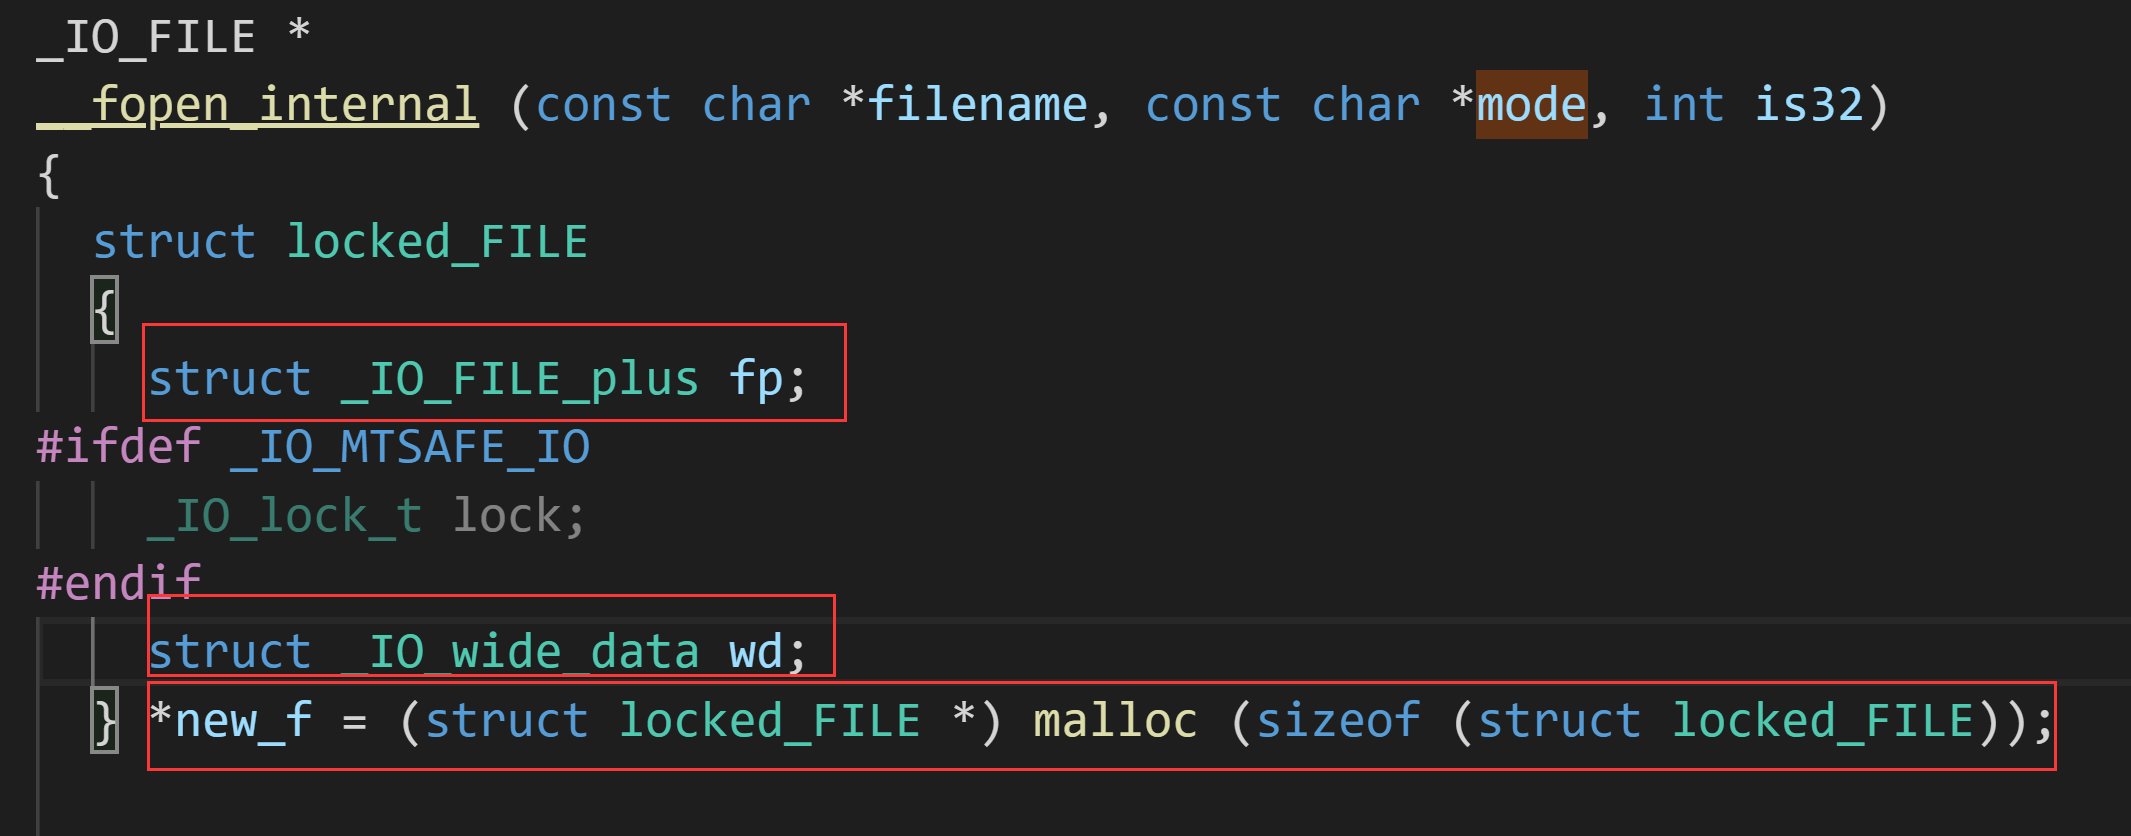 _IO_FILE *
__fopen_internal (const char *filename, const char *mode, int is32)
{
struct locked_FILE
{
struct _IO_FILE_plus fp;
#ifdef _IO_MTSAFE_IO
_IO_lock_t lock;
#endif
struct _IO_wide_data wd;
} *new_f = (struct locked_FILE *) malloc (sizeof (struct locked_FILE));